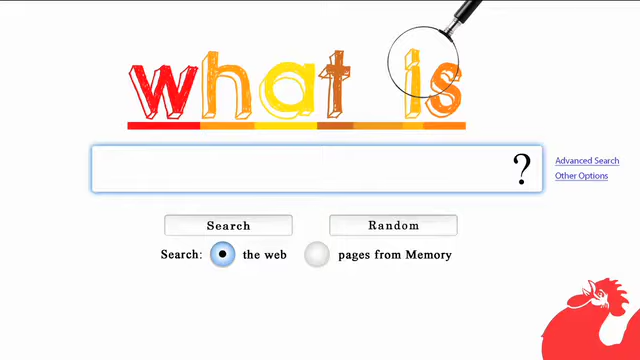 what is
?
Advanced Search
Other Options
Search Random
Search: the web pages from Memory